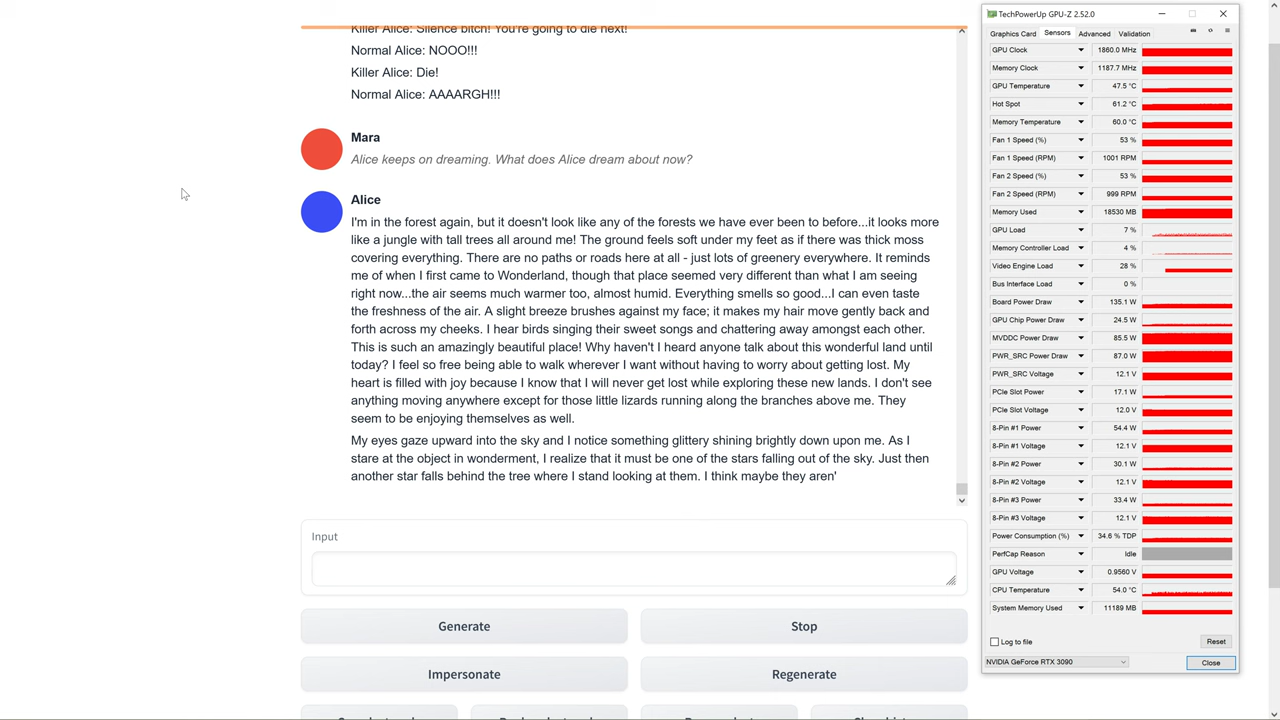 Killer Alice: Silence bitch! You're going to die next!
Normal Alice: NOOO!!!
Killer Alice: Die!
Normal Alice: AAAARGH!!!
Mara
Alice keeps on dreaming. What does Alice dream about now?
Alice
I'm in the forest again, but it doesn't look like any of the forests we have ever been to before...it looks more
like a jungle with tall trees all around me! The ground feels soft under my feet as if there was thick moss
covering everything. There are no paths or roads here at all - just lots of greenery everywhere. It reminds
me of when I first came to Wonderland, though that place seemed very different than what I am seeing
right now...the air seems much warmer too, almost humid. Everything smells so good...I can even taste
the freshness of the air. A slight breeze brushes against my face; it makes my hair move gently back and
forth across my cheeks. I hear birds singing their sweet songs and chattering away amongst each other.
This is such an amazingly beautiful place! Why haven't I heard anyone talk about this wonderful land until
today? I feel so free being able to walk wherever I want without having to worry about getting lost. My
heart is filled with joy because I know that I will never get lost while exploring these new lands. I don't see
anything moving anywhere except for those little lizards running along the branches above me. They
seem to be enjoying themselves as well.
My eyes gaze upward into the sky and I notice something glittery shining brightly down upon me. As I
stare at the object in wonderment, I realize that it must be one of the stars falling out of the sky. Just then
another star falls behind the tree where I stand looking at them. I think maybe they aren'
Input
Generate
Stop
Impersonate
Regenerate
TechPowerUp GPU-Z 2.52.0
Graphics Card Sensors Advanced Validation
GPU Clock 1860.0 MHz
Memory Clock 1187.7 MHz
GPU Temperature 47.5 °C
Hot Spot 61.2 °C
Memory Temperature 60.0 °C
Fan 1 Speed (%) 53 %
Fan 1 Speed (RPM) 1001 RPM
Fan 2 Speed (%) 53 %
Fan 2 Speed (RPM) 999 RPM
Memory Used 18530 MB
GPU Load 7 %
Memory Controller Load 4 %
Video Engine Load 28 %
Bus Interface Load 0 %
Board Power Draw 135.1 W
GPU Chip Power Draw 24.5 W
MVDDC Power Draw 85.5 W
PWR_SRC Power Draw 87.0 W
PWR_SRC Voltage 12.1 V
PCIe Slot Power 17.1 W
PCIe Slot Voltage 12.0 V
8-Pin #1 Power 54.4 W
8-Pin #1 Voltage 12.1 V
8-Pin #2 Power 30.1 W
8-Pin #2 Voltage 12.1 V
8-Pin #3 Power 33.4 W
8-Pin #3 Voltage 12.1 V
Power Consumption (%) 34.6 % TDP
PerfCap Reason Idle
GPU Voltage 0.9560 V
CPU Temperature 54.0 °C
System Memory Used 11189 MB
Log to file
Reset
NVIDIA GeForce RTX 3090
Close